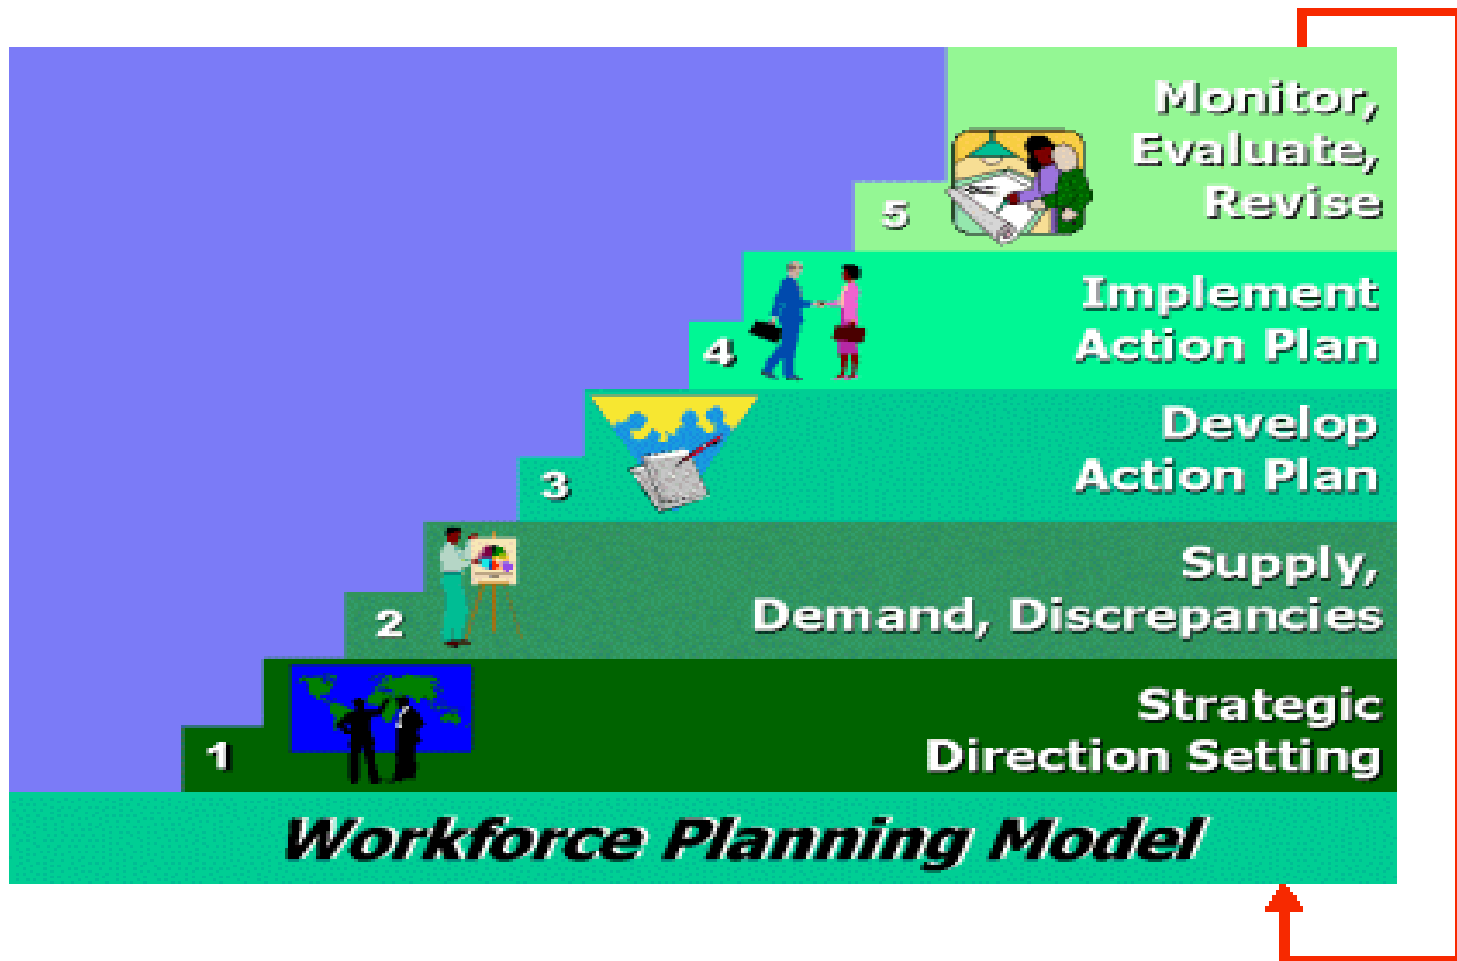 Monitor,
Evaluate,
Revise
5
Implement
Action Plan
4
Develop
Action Plan
3
Supply,
Demand, Discrepancies
2
Strategic
Direction Setting
1
Workforce Planning Model